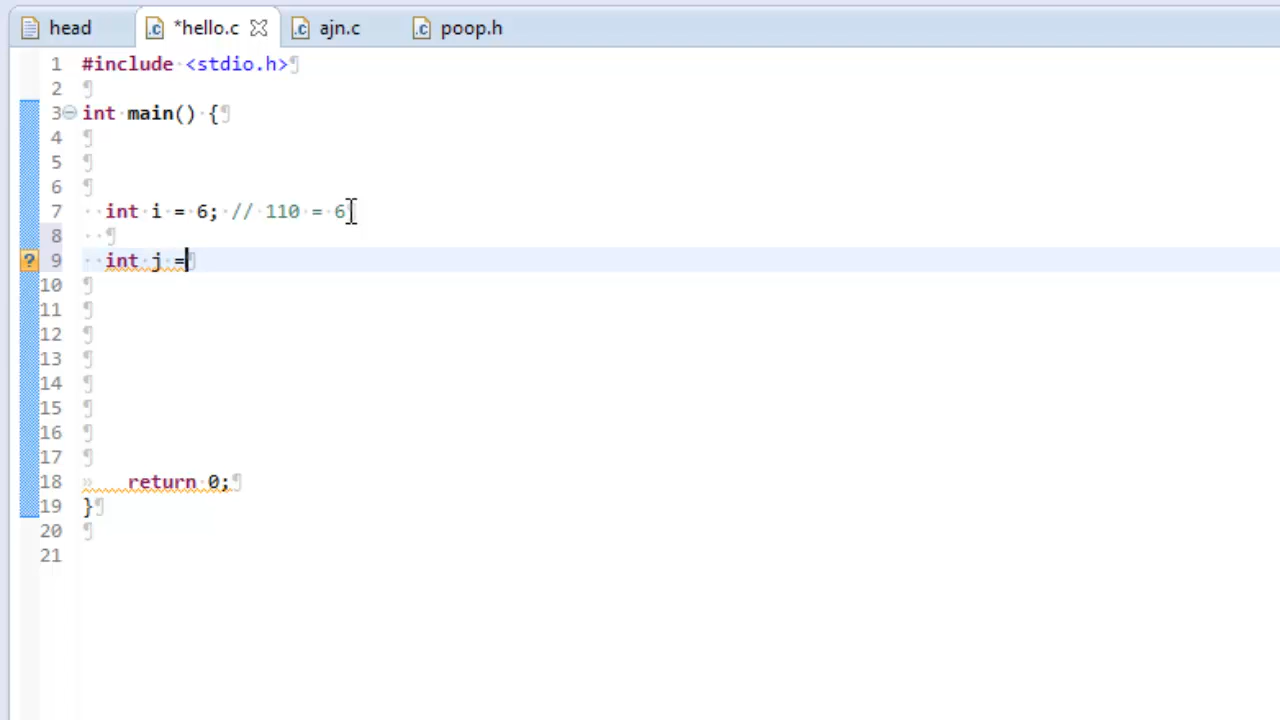 head *hello.c ajn.c poop.h
1 #include <stdio.h>
2
3 int main() {
4
5
6
7 int i = 6; // 110 = 6
8
9 int j =
10
11
12
13
14
15
16
17
18 return 0;
19 }
20
21